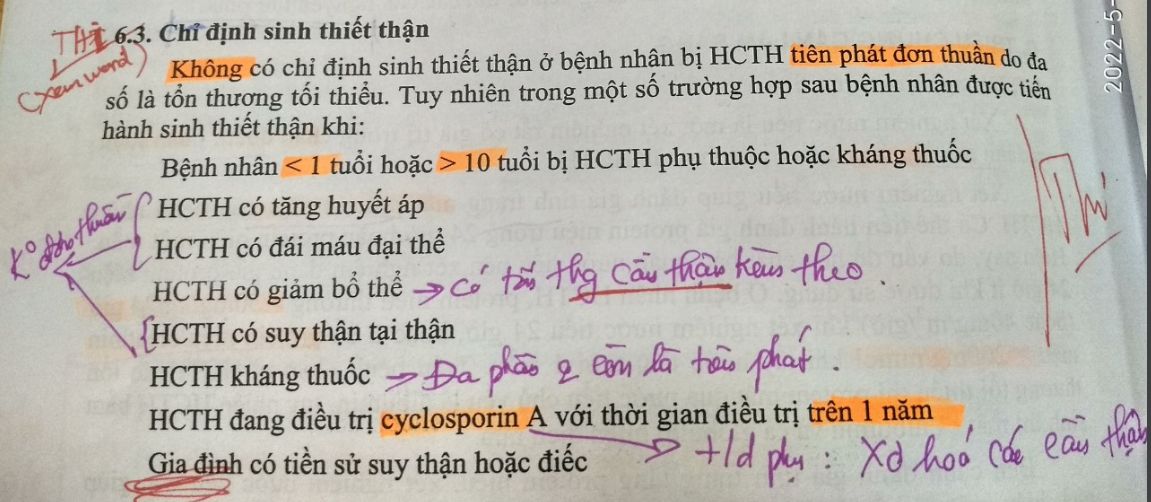 THI 6.3. Chỉ định sinh thiết thận
(xem word)
Không có chỉ định sinh thiết thận ở bệnh nhân bị HCTH tiên phát đơn thuần do đa
số là tổn thương tối thiểu. Tuy nhiên trong một số trường hợp sau bệnh nhân được tiến
hành sinh thiết thận khi:
Bệnh nhân < 1 tuổi hoặc > 10 tuổi bị HCTH phụ thuộc hoặc kháng thuốc
HCTH có tăng huyết áp
K° đơn thuần
HCTH có đái máu đại thể
HCTH có giảm bổ thể → Có tổn thg cầu thận kèm theo
HCTH có suy thận tại thận
HCTH kháng thuốc → Đa phần là phát.
HCTH đang điều trị cyclosporin A với thời gian điều trị trên 1 năm
Gia đình có tiền sử suy thận hoặc điếc → t/d phụ: Xơ hoá các cầu thận
Thi
2022-5-